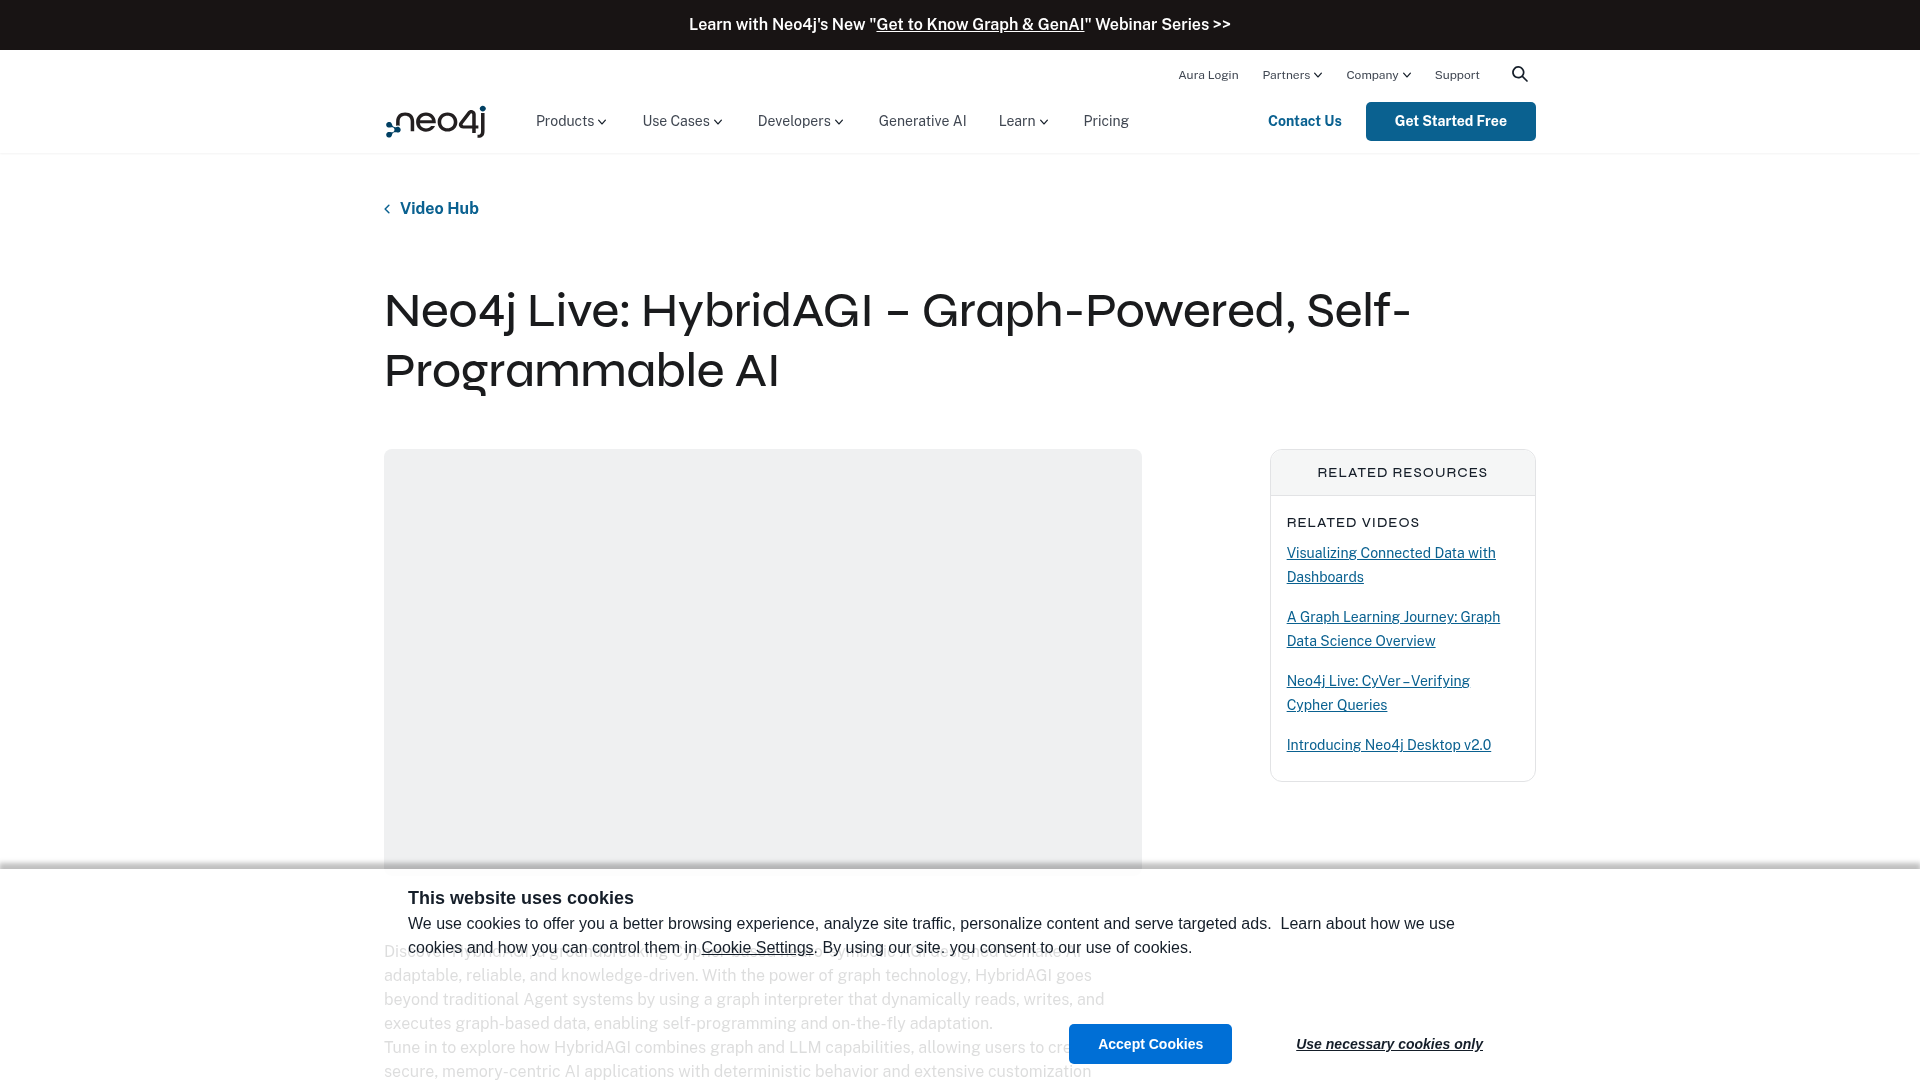 Learn with Neo4j's New "Get to Know Graph & GenAI" Webinar Series >>
Aura Login Partners Company Support
neo4j Products Use Cases Developers Generative AI Learn Pricing Contact Us Get Started Free
Video Hub
Neo4j Live: HybridAGI – Graph-Powered, Self-
Programmable AI
RELATED RESOURCES
RELATED VIDEOS
Visualizing Connected Data with
Dashboards
A Graph Learning Journey: Graph
Data Science Overview
Neo4j Live: CyVer – Verifying
Cypher Queries
Introducing Neo4j Desktop v2.0
This website uses cookies
We use cookies to offer you a better browsing experience, analyze site traffic, personalize content and serve targeted ads. Learn about how we use
cookies and how you can control them in Cookie Settings. By using our site, you consent to our use of cookies.
adaptable, reliable, and knowledge-driven. With the power of graph technology, HybridAGI goes
beyond traditional Agent systems by using a graph interpreter that dynamically reads, writes, and
executes graph-based data, enabling self-programming and on-the-fly adaptation.
Tune in to explore how HybridAGI combines graph and LLM capabilities, allowing users to
secure, memory-centric AI applications with deterministic behavior and extensive customization
Accept Cookies Use necessary cookies only